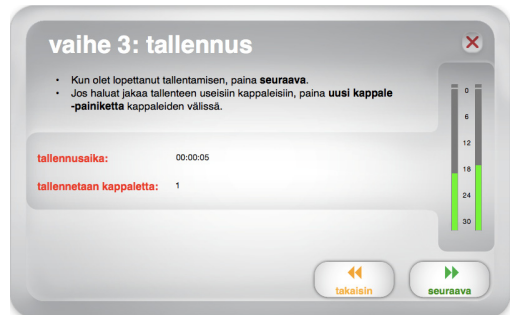 vaihe 3: tallennus
• Kun olet lopettanut tallentamisen, paina seuraava.
• Jos haluat jakaa tallenteen useisiin kappaleisiin, paina uusi kappale
-painiketta kappaleiden välissä.
0
6
12
18
24
30
tallennusaika: 00:00:05
tallennetaan kappaletta: 1
takaisin
seuraava